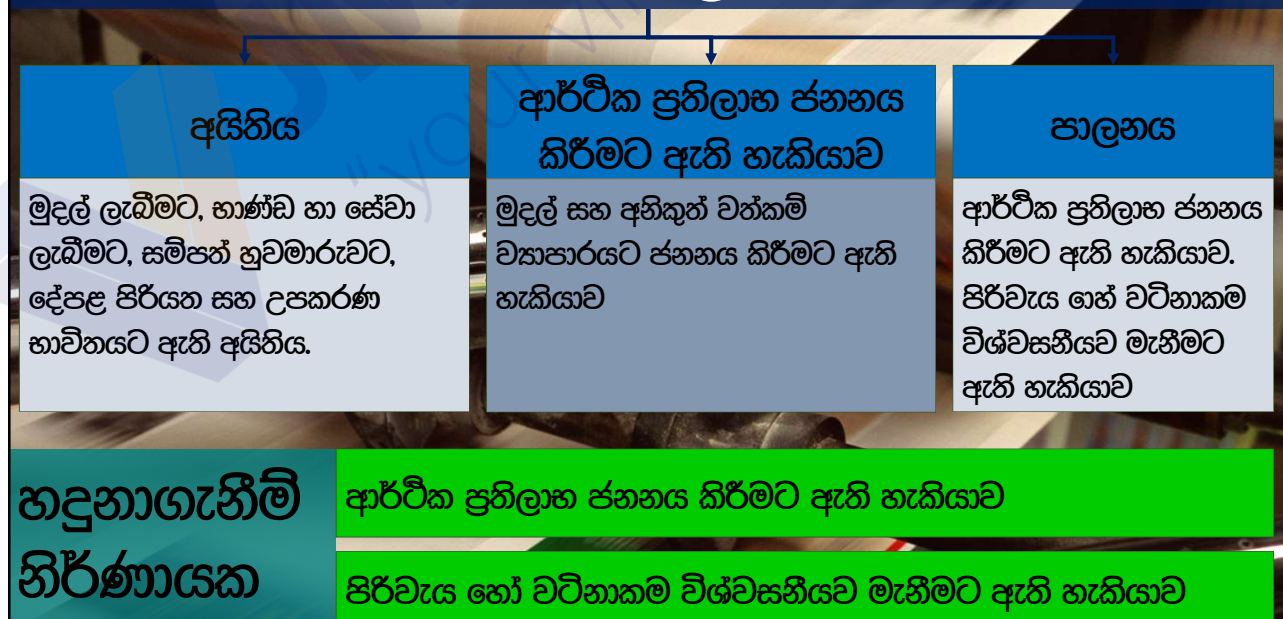 අයිතිය
ආර්ථික ප්‍රතිලාභ ජනනය
කිරීමට ඇති හැකියාව
පාලනය
මුදල් ලැබීමට, භාණ්ඩ හා සේවා
ලැබීමට, සම්පත් හුවමාරුවට,
දේපළ පිරියත සහ උපකරණ
භාවිතයට ඇති අයිතිය.
මුදල් සහ අනිකුත් වත්කම්
ව්‍යාපාරයට ජනනය කිරීමට ඇති
හැකියාව
ආර්ථික ප්‍රතිලාභ ජනනය
කිරීමට ඇති හැකියාව.
පිරිවැය ොහ් වටිනාකම
විශ්වසනීයව මැනීමට
ඇති හැකියාව
හදුනාගැනීම්
නිර්ණායක
ආර්ථික ප්‍රතිලාභ ජනනය කිරීමට ඇති හැකියාව
පිරිවැය හෝ වටිනාකම විශ්වසනීයව මැනීමට ඇති හැකියාව
"your